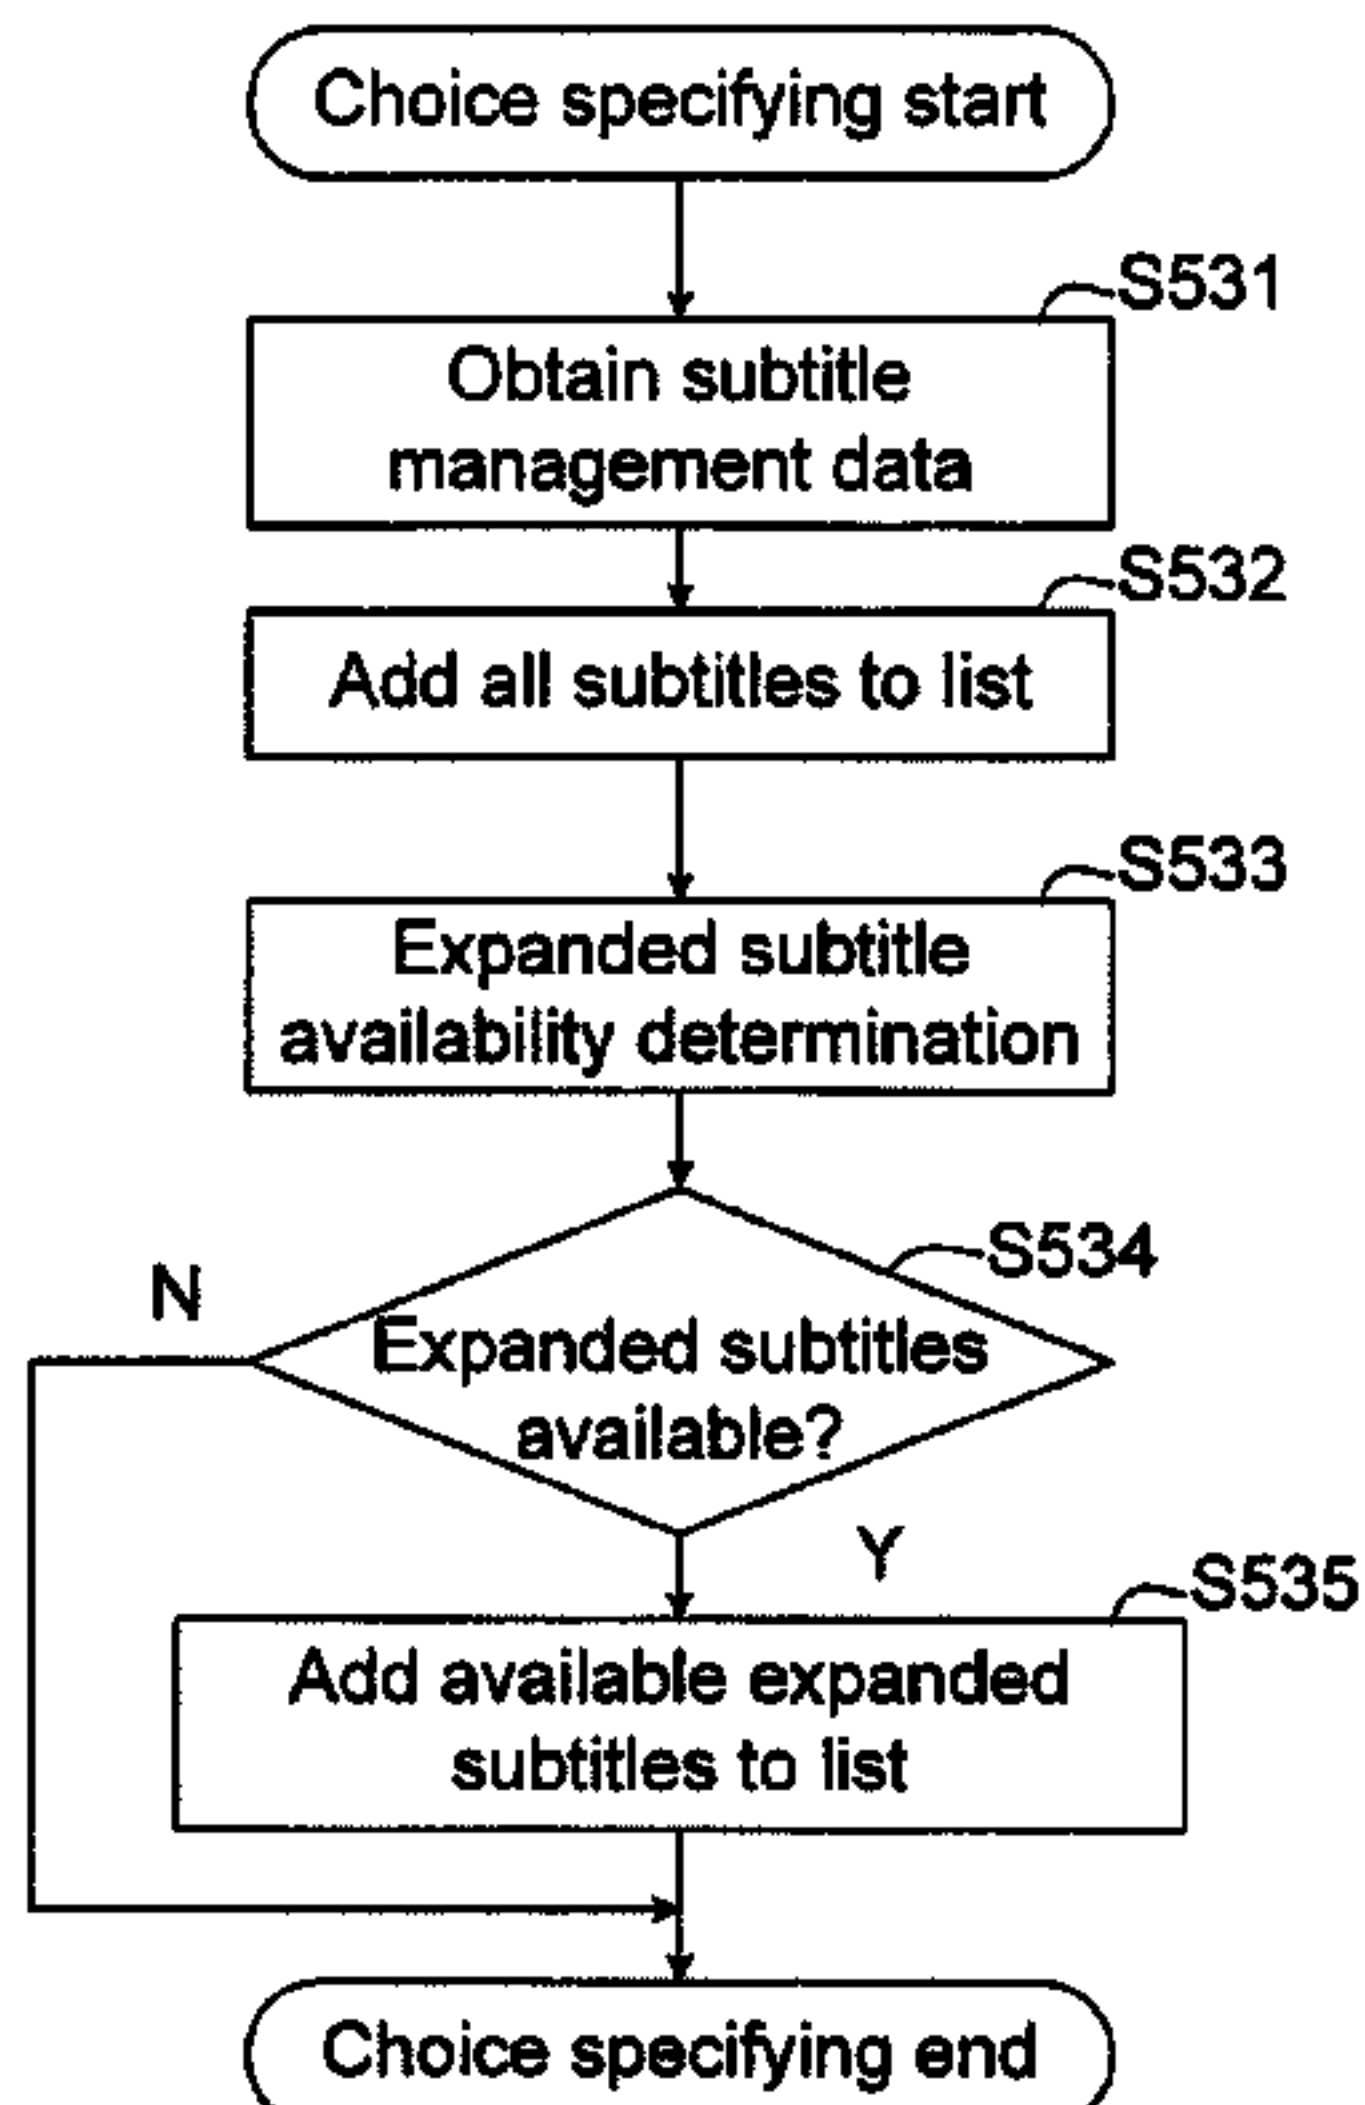 Choice specifying start
S531
Obtain subtitle
management data
S532
Add all subtitles to list
S533
Expanded subtitle
availability determination
S534
N
Expanded subtitles
available?
Y
S535
Add available expanded
subtitles to list
Choice specifying end